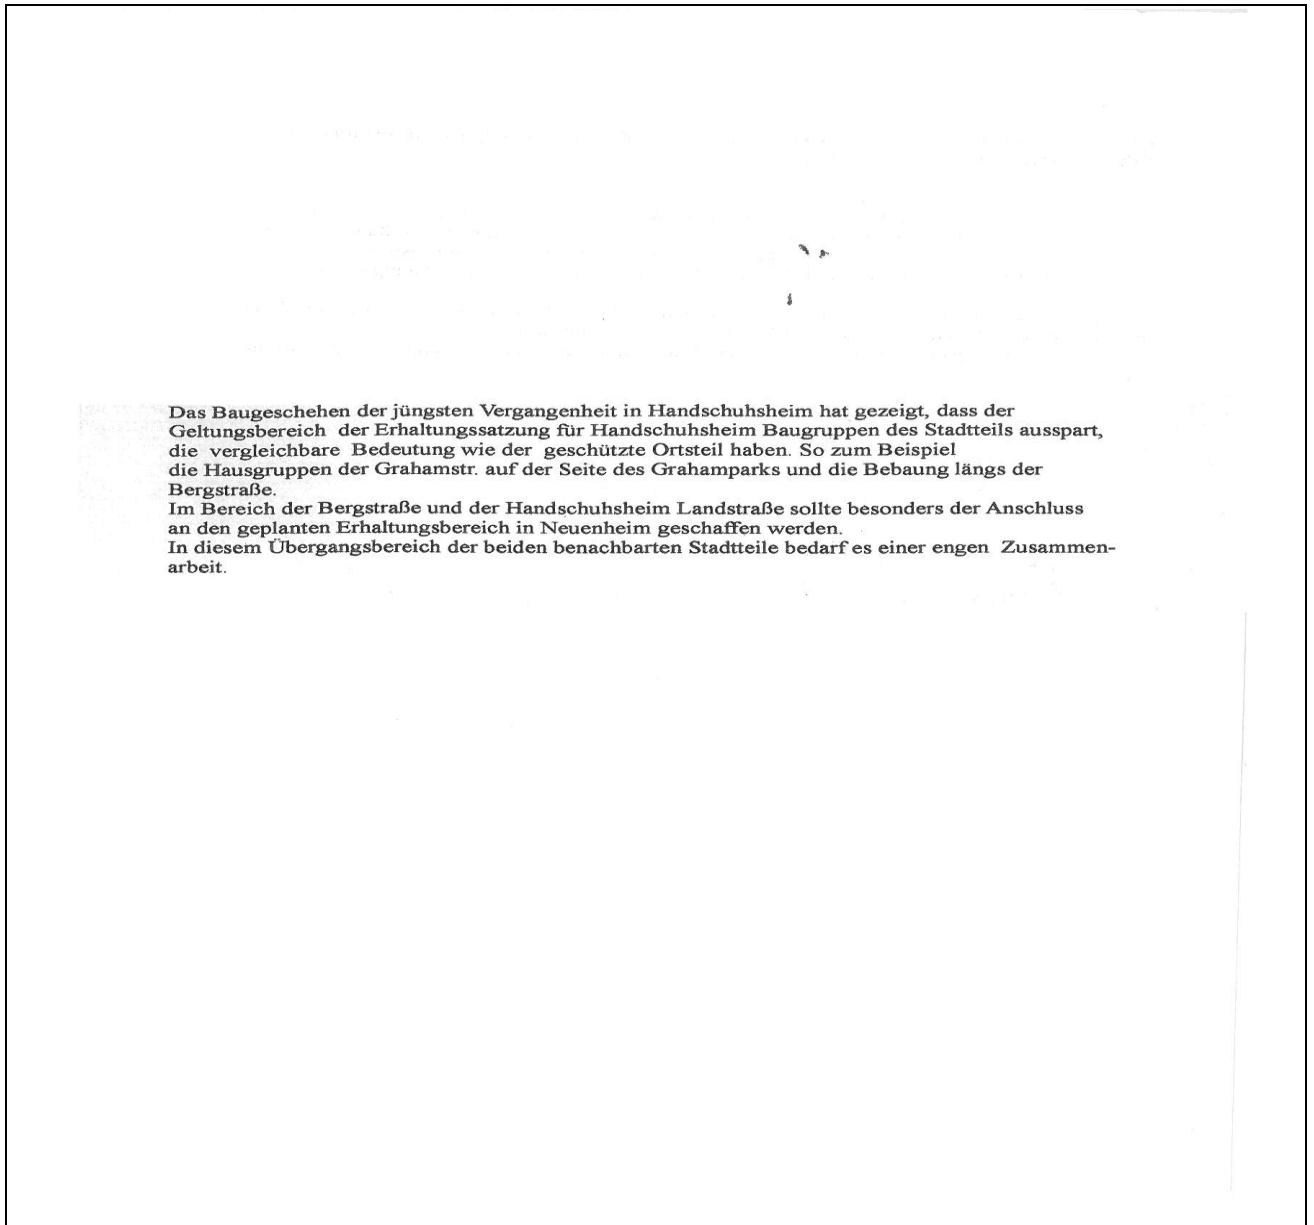 Das Baugeschehen der jüngsten Vergangenheit in Handschuhsheim hat gezeigt, dass der
Geltungsbereich der Erhaltungssatzung für Handschuhsheim Baugruppen des Stadtteils ausspart,
die vergleichbare Bedeutung wie der geschützte Ortsteil haben. So zum Beispiel
die Hausgruppen der Grahamstr. auf der Seite des Grahamparks und die Bebaung längs der
Bergstraße.
Im Bereich der Bergstraße und der Handschuhsheim Landstraße sollte besonders der Anschluss
an den geplanten Erhaltungsbereich in Neuenheim geschaffen werden.
In diesem Übergangsbereich der beiden benachbarten Stadtteile bedarf es einer engen Zusammen-
arbeit.